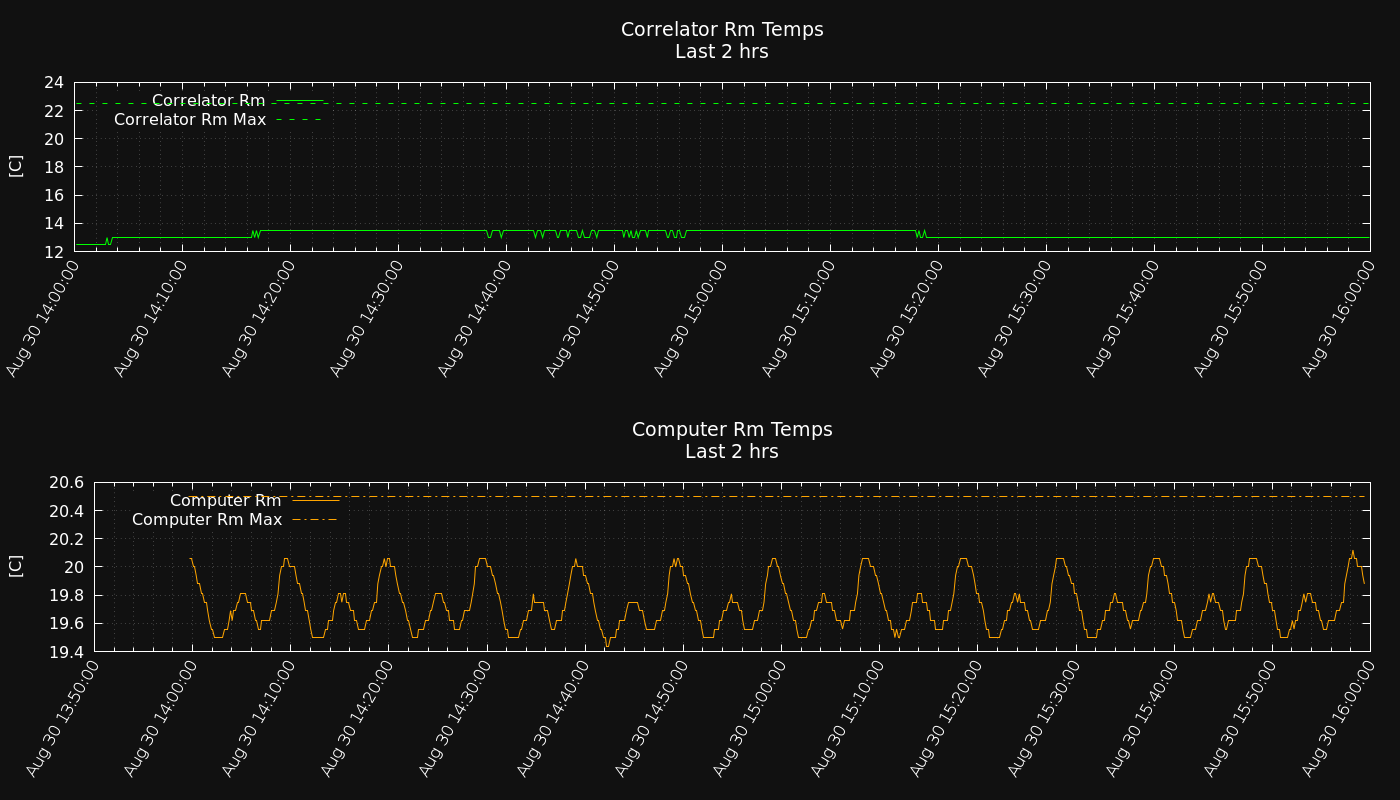 Correlator Rm Temps
Last 2 hrs
24
22
20
18
16
14
12
[C]
Correlator Rm
Correlator Rm Max
Aug 30 14:00:00
Aug 30 14:10:00
Aug 30 14:20:00
Aug 30 14:30:00
Aug 30 14:40:00
Aug 30 14:50:00
Aug 30 15:00:00
Aug 30 15:10:00
Aug 30 15:20:00
Aug 30 15:30:00
Aug 30 15:40:00
Aug 30 15:50:00
Aug 30 16:00:00
Computer Rm Temps
Last 2 hrs
20.6
20.4
20.2
20
19.8
19.6
19.4
[C]
Computer Rm
Computer Rm Max
Aug 30 13:50:00
Aug 30 14:00:00
Aug 30 14:10:00
Aug 30 14:20:00
Aug 30 14:30:00
Aug 30 14:40:00
Aug 30 14:50:00
Aug 30 15:00:00
Aug 30 15:10:00
Aug 30 15:20:00
Aug 30 15:30:00
Aug 30 15:40:00
Aug 30 15:50:00
Aug 30 16:00:00